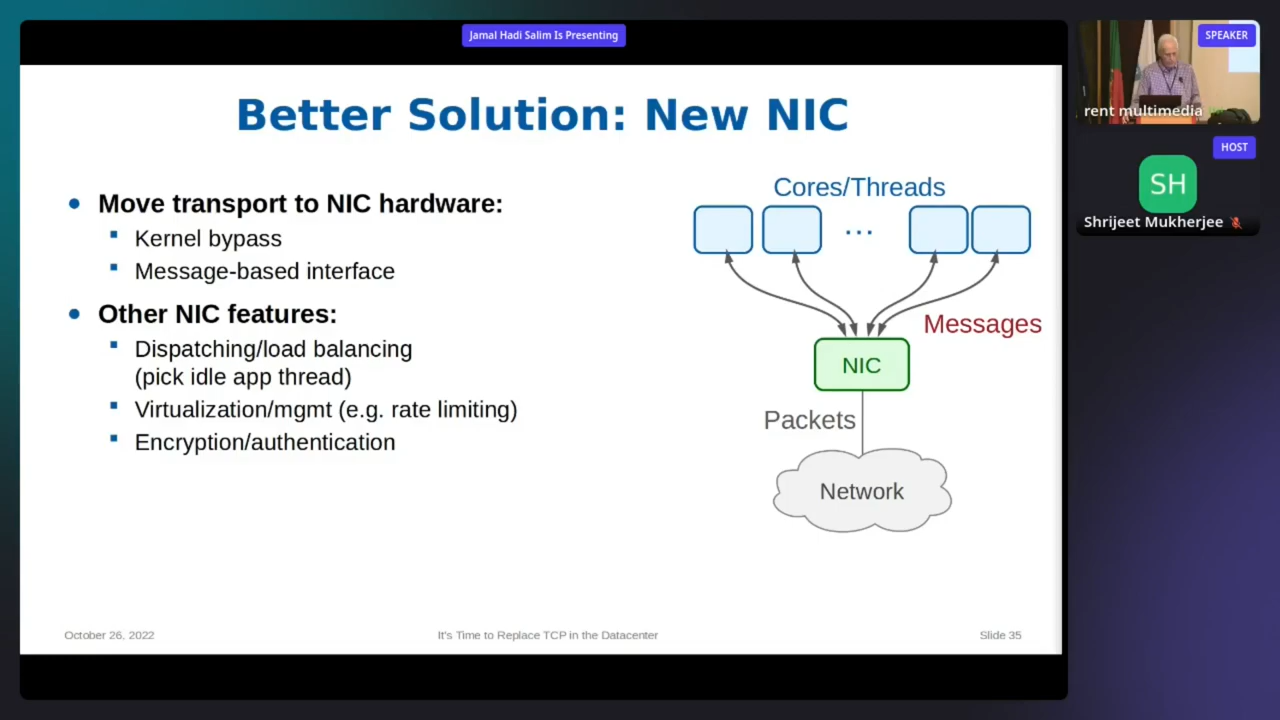 Jamal Hadi Salim Is Presenting
SPEAKER
rent multimedia
HOST
SH
Shrijeet Mukherjee
Better Solution: New NIC
• Move transport to NIC hardware:
▪ Kernel bypass
▪ Message-based interface
• Other NIC features:
▪ Dispatching/load balancing
(pick idle app thread)
▪ Virtualization/mgmt (e.g. rate limiting)
▪ Encryption/authentication
Cores/Threads
...
Messages
NIC
Packets
Network
October 26, 2022
It's Time to Replace TCP in the Datacenter
Slide 35